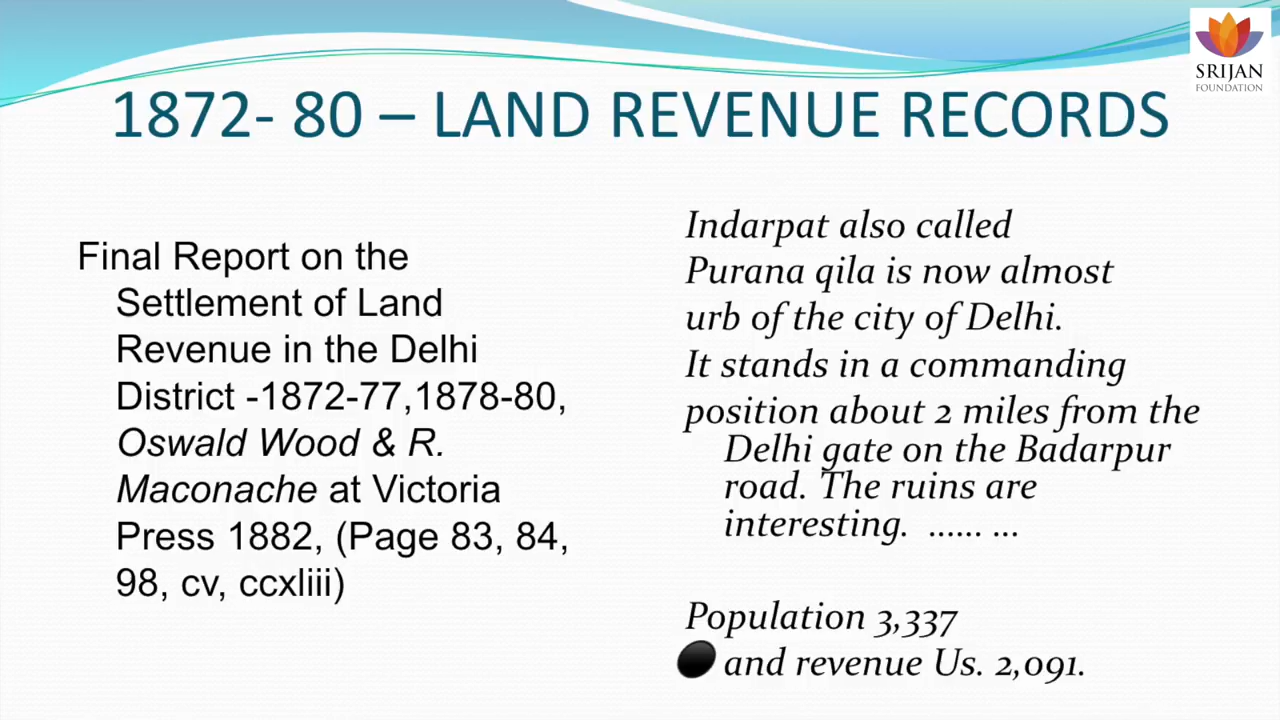 SRIJAN
FOUNDATION
1872- 80 – LAND REVENUE RECORDS
Final Report on the
Settlement of Land
Revenue in the Delhi
District -1872-77,1878-80,
Oswald Wood & R.
Maconache at Victoria
Press 1882, (Page 83, 84,
98, cv, ccxliii)
Indarpat also called
Purana qila is now almost
urb of the city of Delhi.
It stands in a commanding
position about 2 miles from the
Delhi gate on the Badarpur
road. The ruins are
interesting. ...... ...
Population 3,337
and revenue Us. 2,091.